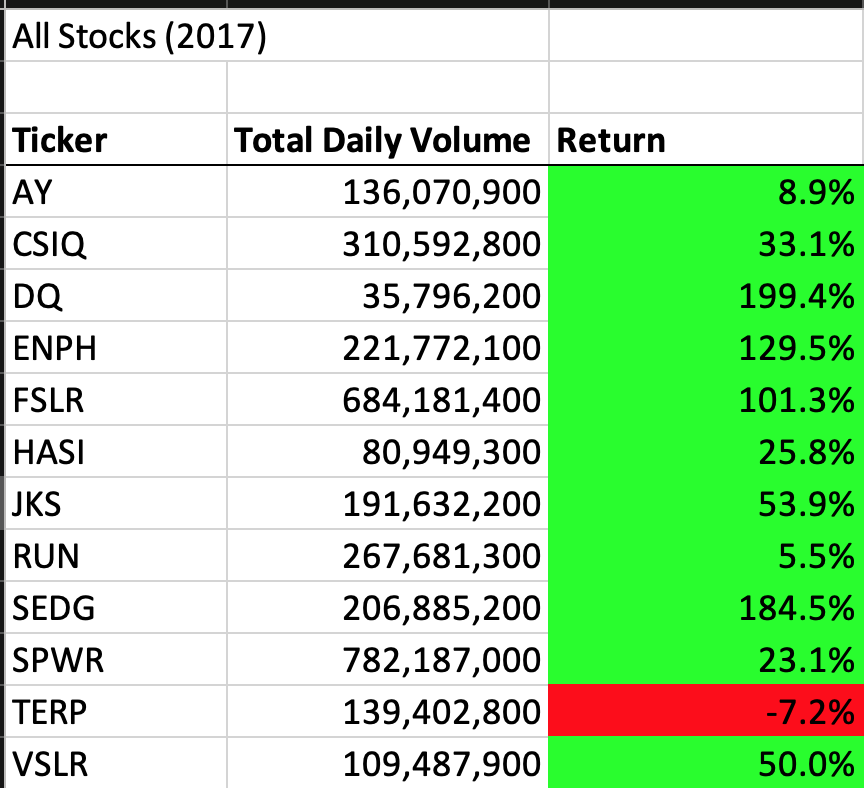 All Stocks (2017)
Ticker Total Daily Volume Return
AY 136,070,900 8.9%
CSIQ 310,592,800 33.1%
DQ 35,796,200 199.4%
ENPH 221,772,100 129.5%
FSLR 684,181,400 101.3%
HASI 80,949,300 25.8%
JKS 191,632,200 53.9%
RUN 267,681,300 5.5%
SEDG 206,885,200 184.5%
SPWR 782,187,000 23.1%
TERP 139,402,800 -7.2%
VSLR 109,487,900 50.0%